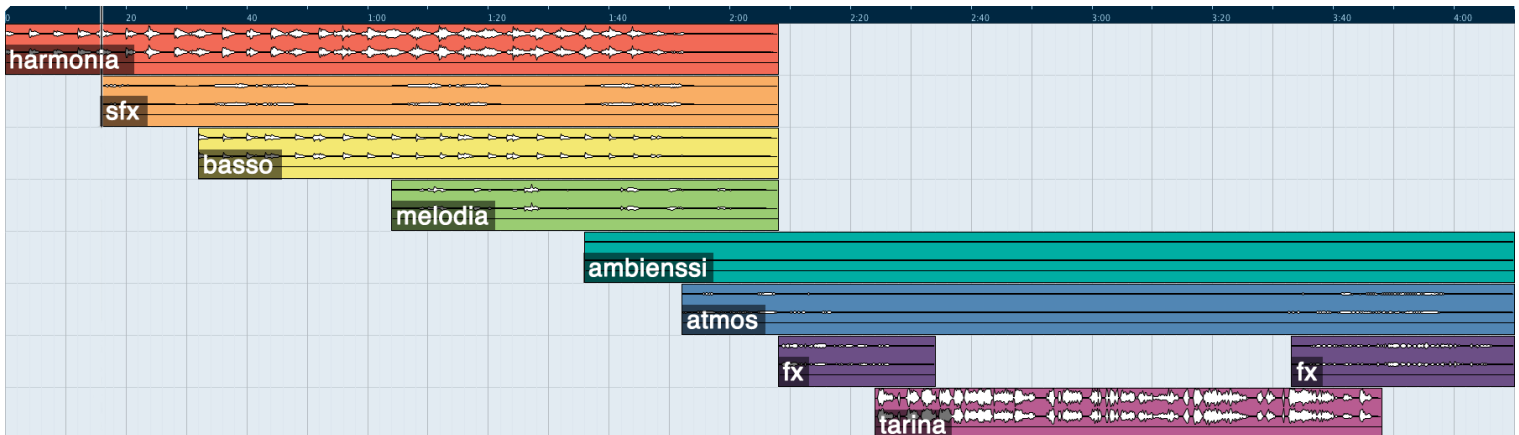 0 20 40 1:00 1:20 1:40 2:00 2:20 2:40 3:00 3:20 3:40 4:00
harmonia
sfx
basso
melodia
ambienssi
atmos
fx fx
tarina